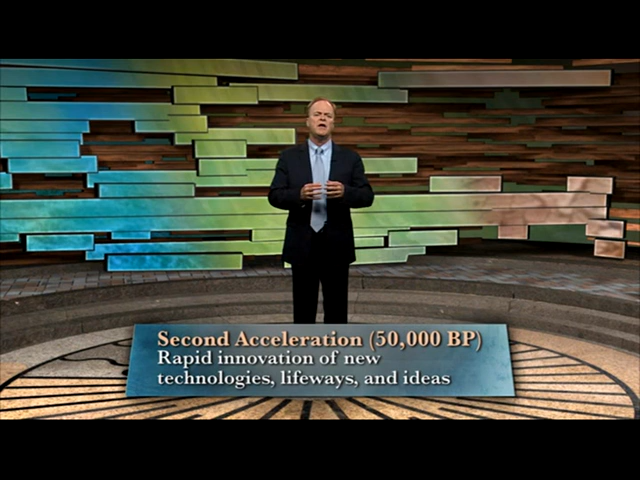 Second Acceleration (50,000 BP)
Rapid innovation of new
technologies, lifeways, and ideas